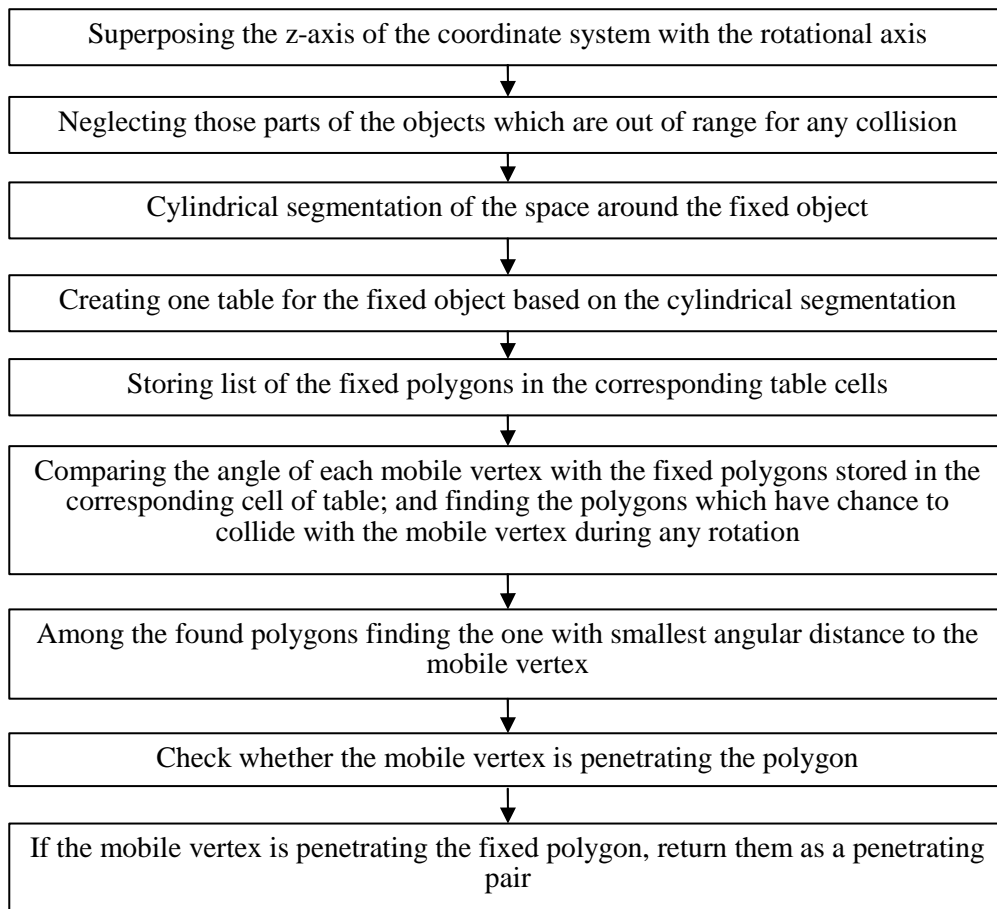 Superposing the z-axis of the coordinate system with the rotational axis
Neglecting those parts of the objects which are out of range for any collision
Cylindrical segmentation of the space around the fixed object
Creating one table for the fixed object based on the cylindrical segmentation
Storing list of the fixed polygons in the corresponding table cells
Comparing the angle of each mobile vertex with the fixed polygons stored in the
corresponding cell of table; and finding the polygons which have chance to
collide with the mobile vertex during any rotation
Among the found polygons finding the one with smallest angular distance to the
mobile vertex
Check whether the mobile vertex is penetrating the polygon
If the mobile vertex is penetrating the fixed polygon, return them as a penetrating
pair